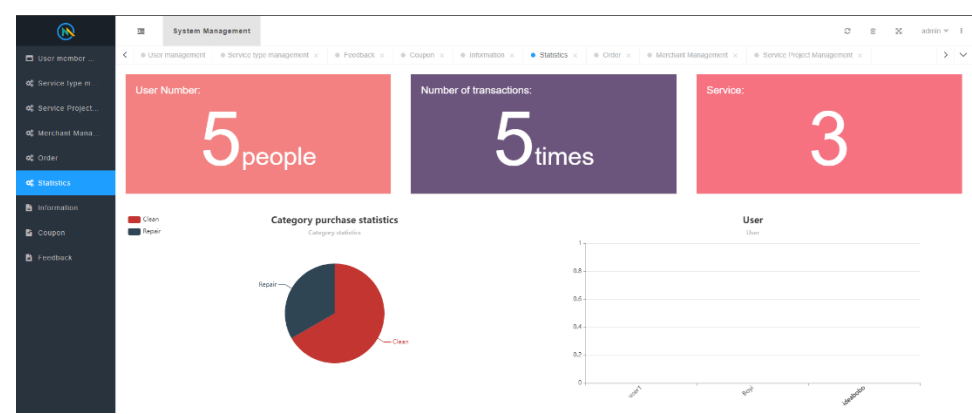 System Management
admin
User member ...
Service type m...
Service Project...
Merchant Mana...
Order
Statistics
Information
Coupon
Feedback
User management × Service type management × Feedback × Coupon × Information × Statistics × Order × Merchant Management × Service Project Management ×
User Number:
5people
Number of transactions:
5times
Service:
3
Clean
Repair
Category purchase statistics
Category statistics
Repair
Clean
User
User
1
0.8
0.6
0.4
0.2
0
user1
Boyi
ideabobo